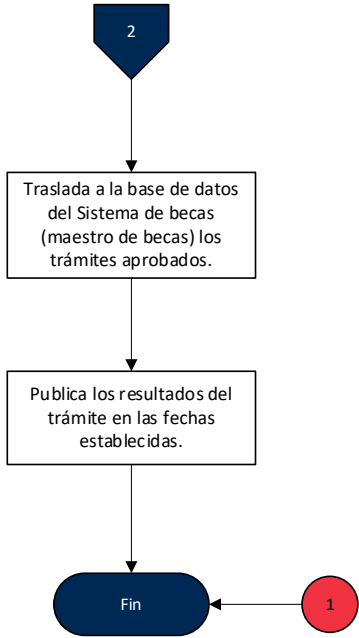 2
Traslada a la base de datos
del Sistema de becas
(maestro de becas) los
trámites aprobados.
Publica los resultados del
trámite en las fechas
establecidas.
Fin
1